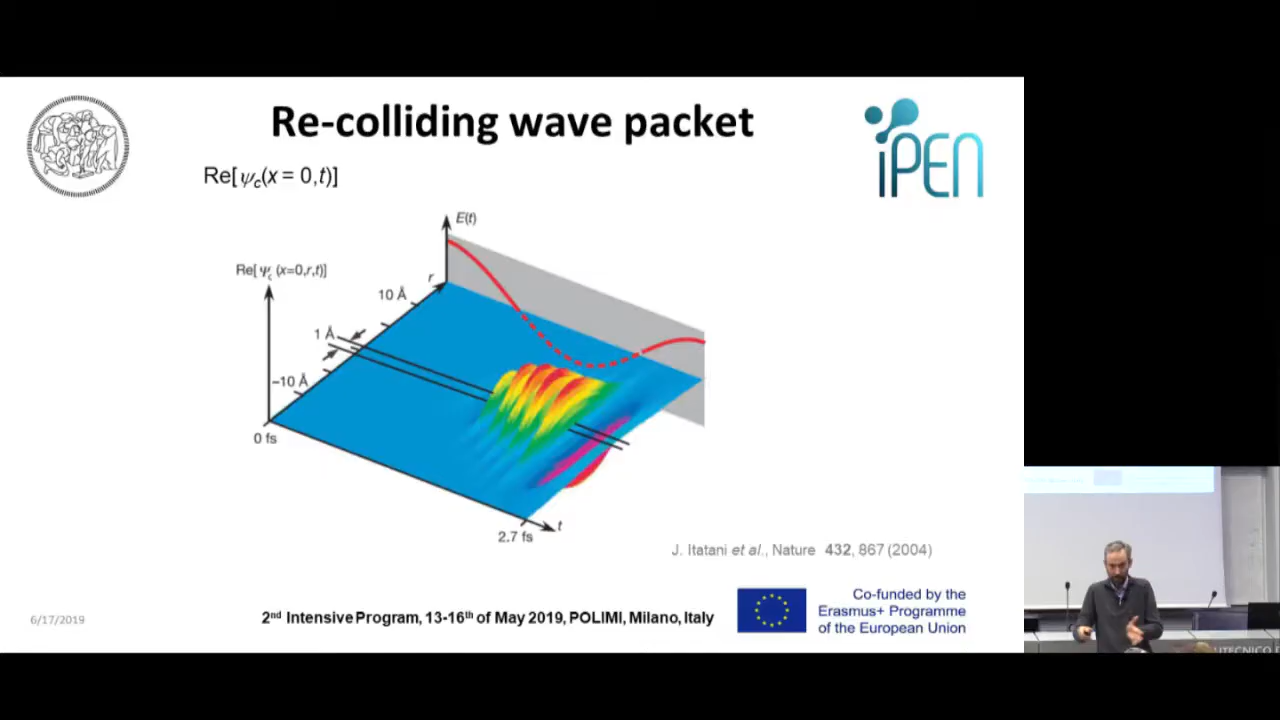 Re-colliding wave packet
iPEN
Re[ψc(x = 0,t)]
E(t)
Re[ψc (x=0,r,t)]
r
10 Å
1 Å
−10 Å
0 fs
2.7 fs
t
J. Itatani et al., Nature 432, 867 (2004)
6/17/2019
2nd Intensive Program, 13-16th of May 2019, POLIMI, Milano, Italy
Co-funded by the
Erasmus+ Programme
of the European Union